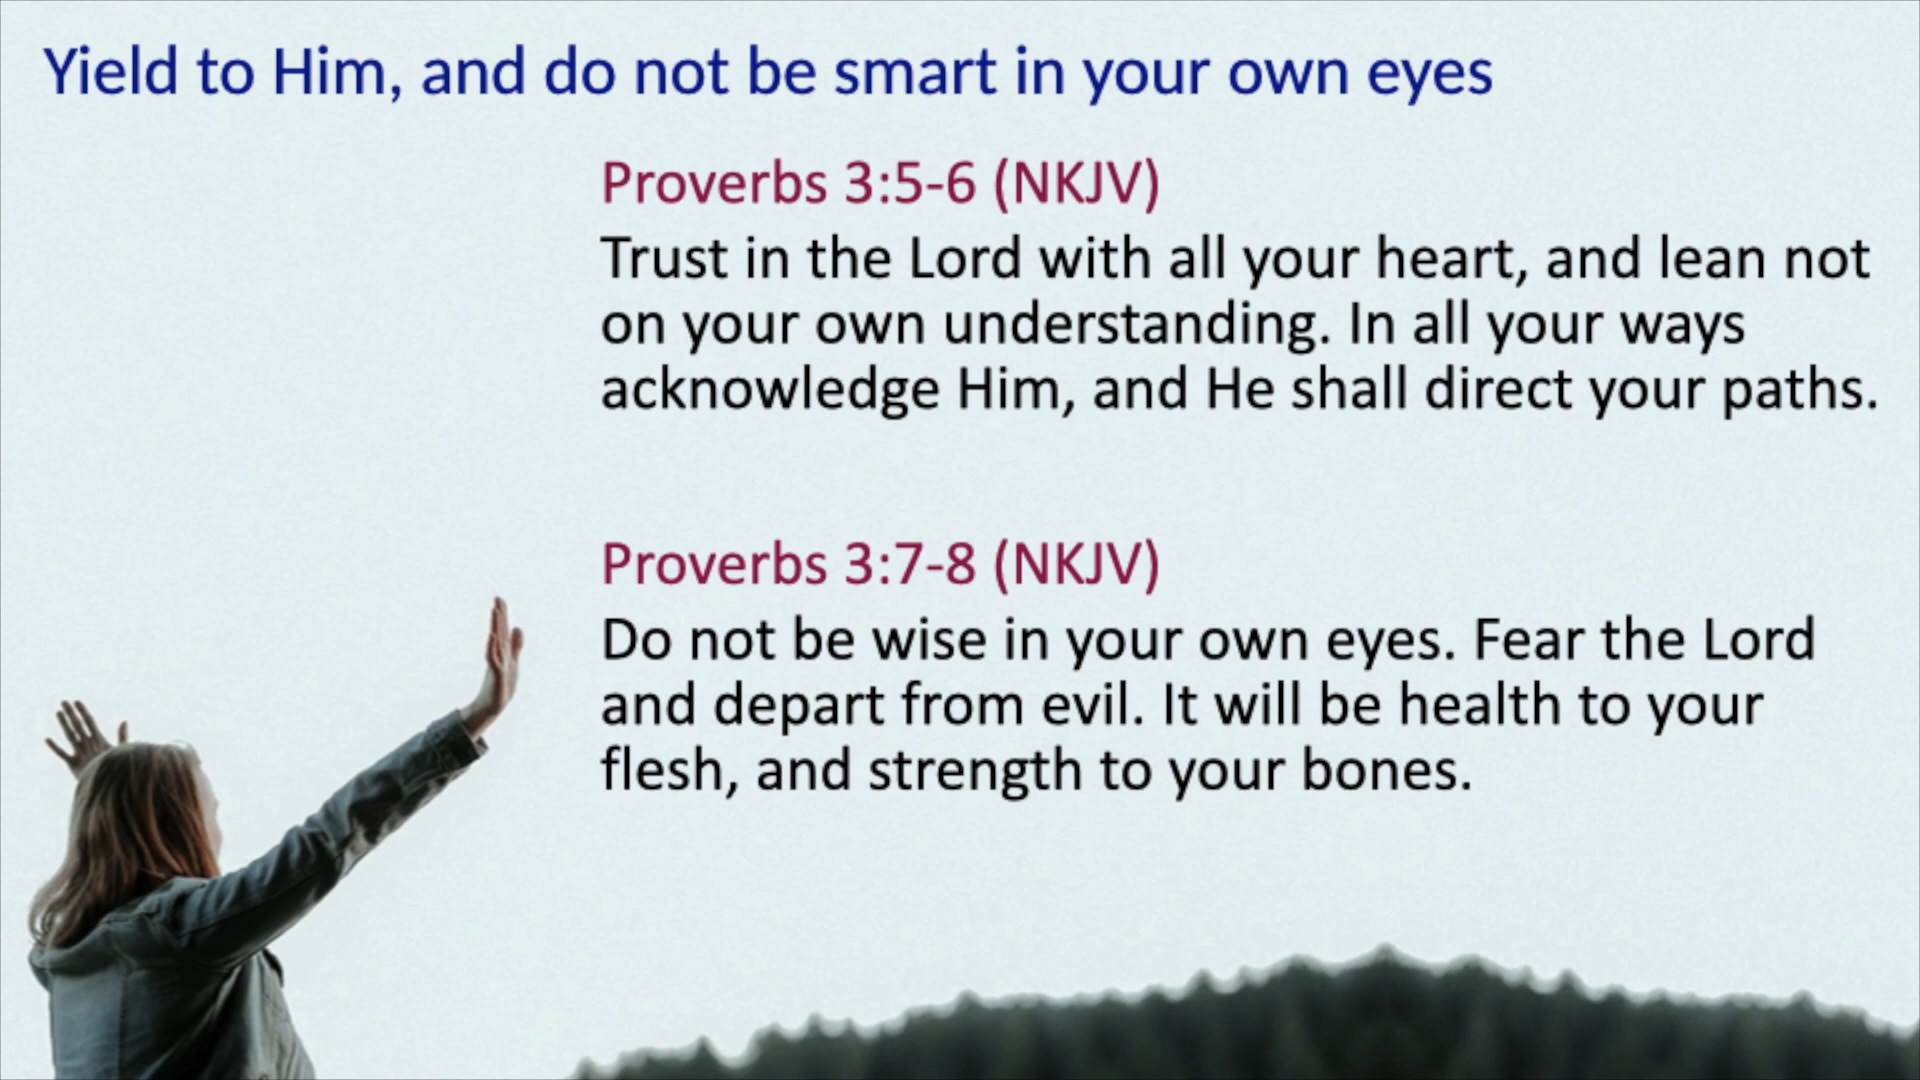 Yield to Him, and do not be smart in your own eyes
Proverbs 3:5-6 (NKJV)
Trust in the Lord with all your heart, and lean not
on your own understanding. In all your ways
acknowledge Him, and He shall direct your paths.
Proverbs 3:7-8 (NKJV)
Do not be wise in your own eyes. Fear the Lord
and depart from evil. It will be health to your
flesh, and strength to your bones.